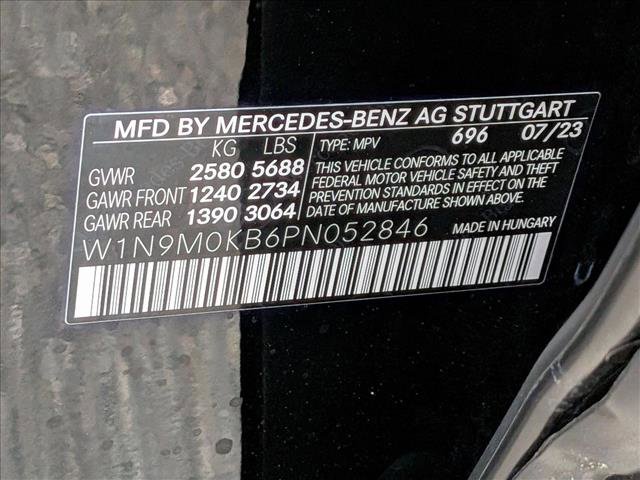 MFD BY MERCEDES-BENZ AG STUTTGART
KG LBS
GVWR 2580 5688
GAWR FRONT 1240 2734
GAWR REAR 1390 3064
TYPE: MPV 696 07/23
THIS VEHICLE CONFORMS TO ALL APPLICABLE
FEDERAL MOTOR VEHICLE SAFETY AND THEFT
PREVENTION STANDARDS IN EFFECT ON THE
DATE OF MANUFACTURE SHOWN ABOVE.
W1N9M0KB6PN052846 MADE IN HUNGARY